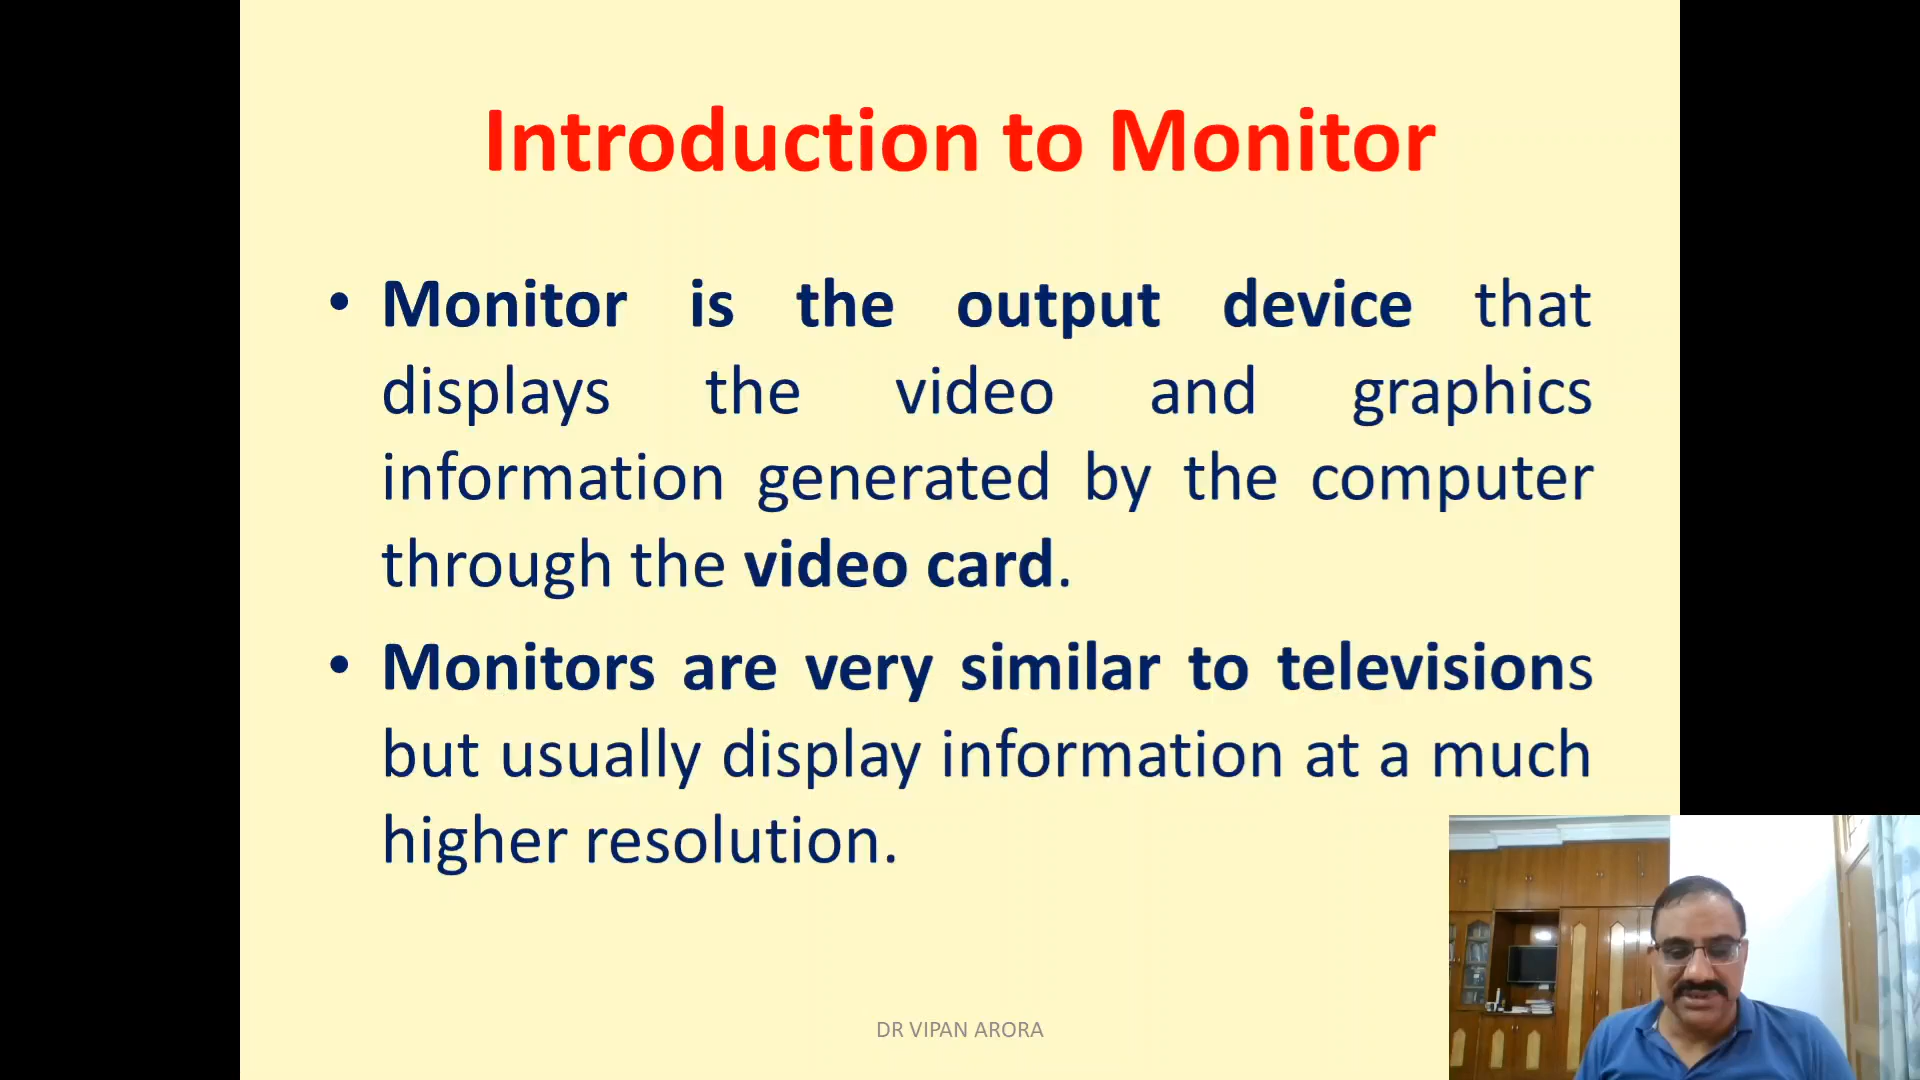 Introduction to Monitor
• Monitor is the output device that
displays the video and graphics
information generated by the computer
through the video card.
• Monitors are very similar to televisions
but usually display information at a much
higher resolution.
DR VIPAN ARORA